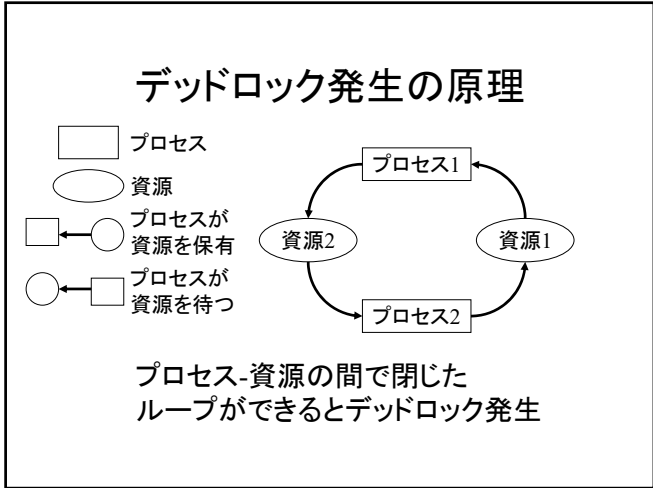 デッドロック発生の原理
プロセス
資源
プロセスが
資源を保有
プロセスが
資源を待つ
プロセス1
資源2
資源1
プロセス2
プロセス-資源の間で閉じた
ループができるとデッドロック発生